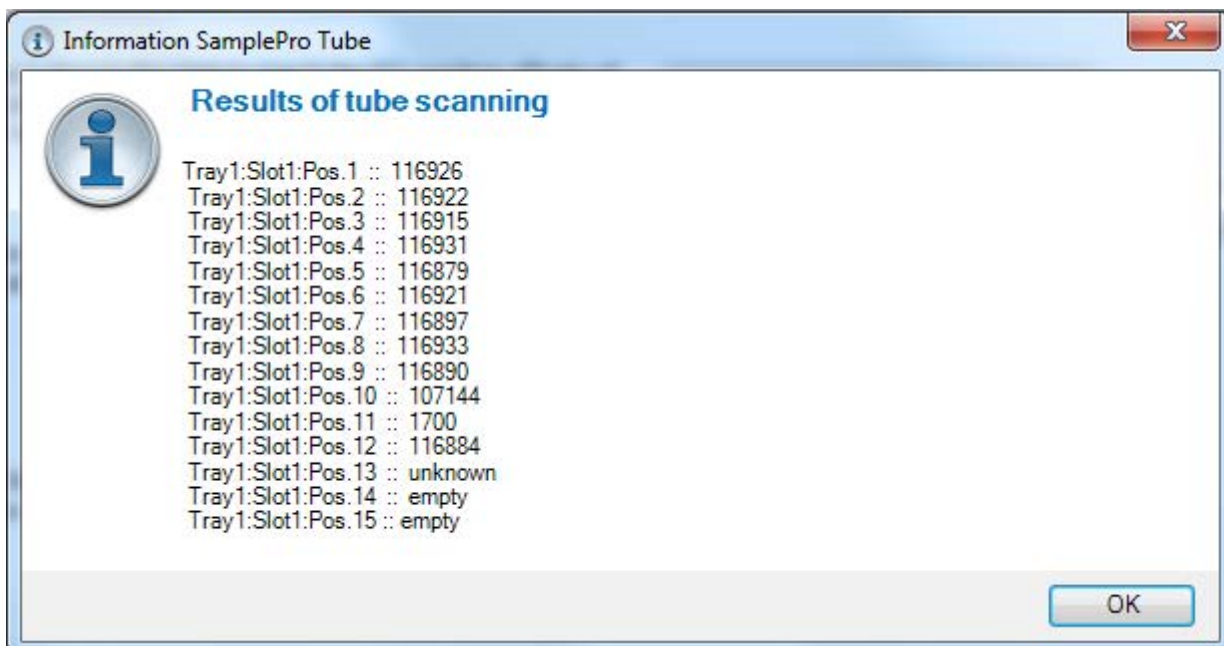 Information SamplePro Tube
Results of tube scanning
Tray1:Slot1:Pos.1 :: 116926
Tray1:Slot1:Pos.2 :: 116922
Tray1:Slot1:Pos.3 :: 116915
Tray1:Slot1:Pos.4 :: 116931
Tray1:Slot1:Pos.5 :: 116879
Tray1:Slot1:Pos.6 :: 116921
Tray1:Slot1:Pos.7 :: 116897
Tray1:Slot1:Pos.8 :: 116933
Tray1:Slot1:Pos.9 :: 116890
Tray1:Slot1:Pos.10 :: 107144
Tray1:Slot1:Pos.11 :: 1700
Tray1:Slot1:Pos.12 :: 116884
Tray1:Slot1:Pos.13 :: unknown
Tray1:Slot1:Pos.14 :: empty
Tray1:Slot1:Pos.15 :: empty
OK